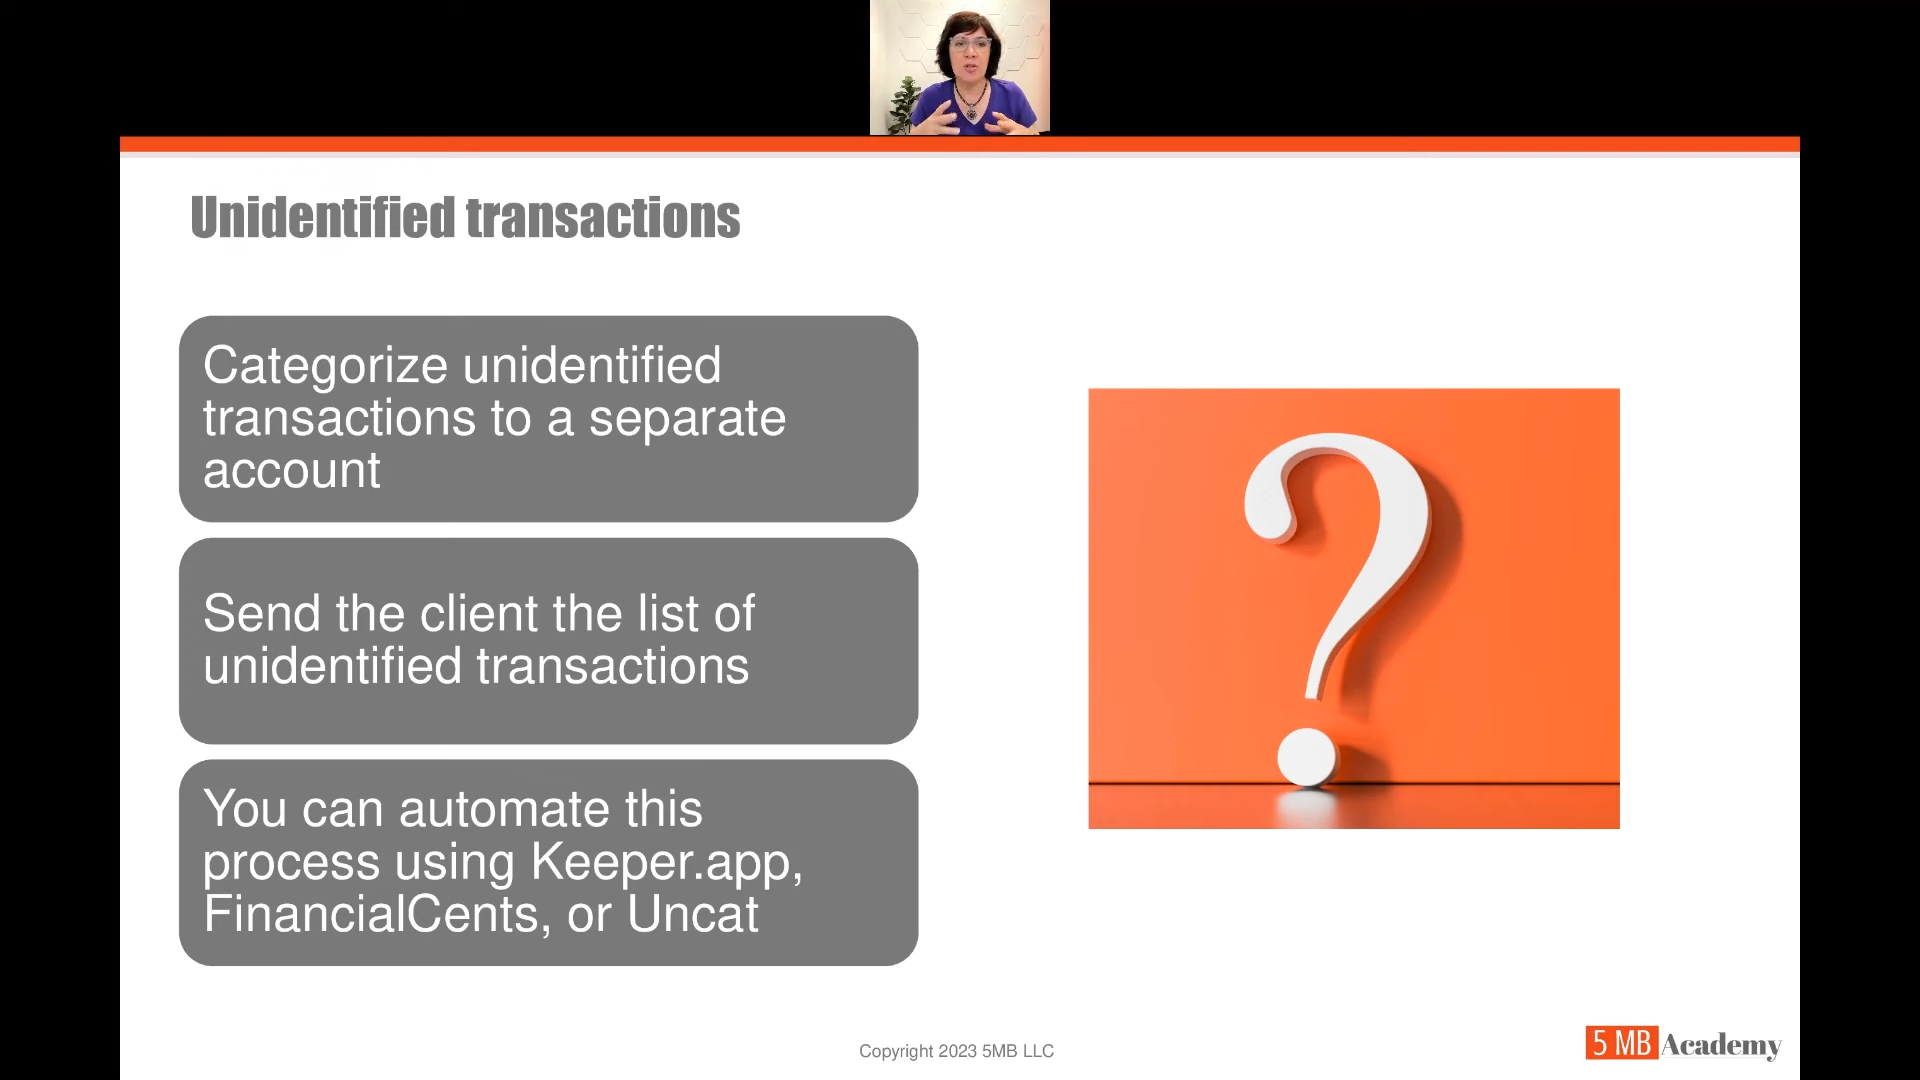 Unidentified transactions
Categorize unidentified
transactions to a separate
account
Send the client the list of
unidentified transactions
You can automate this
process using Keeper.app,
FinancialCents, or Uncat
Copyright 2023 5MB LLC
5 MB Academy